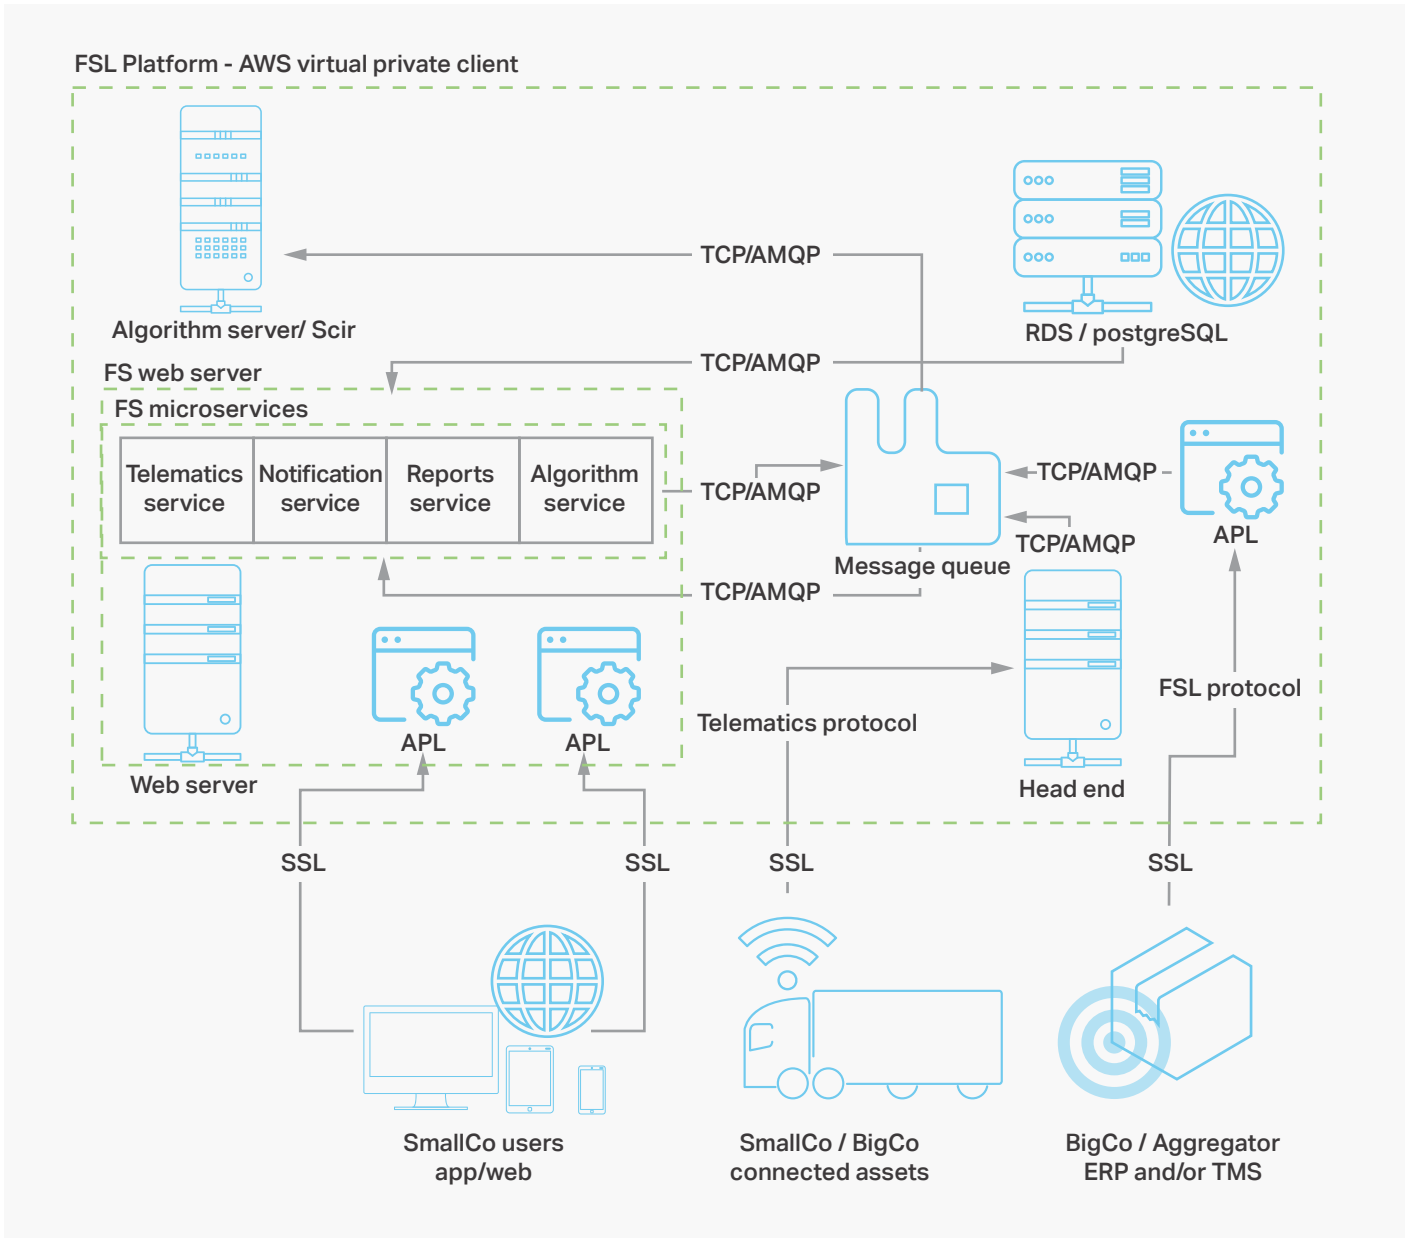 FSL Platform - AWS virtual private client
TCP/AMQP
Algorithm server/ Scir
RDS / postgreSQL
TCP/AMQP
FS web server
FS microservices
Telematics
service
Notification
service
Reports
service
Algorithm
service
TCP/AMQP
TCP/AMQP
APL
TCP/AMQP
Message queue
TCP/AMQP
APL
APL
Telematics protocol
FSL protocol
Web server
Head end
SSL
SSL
SSL
SSL
SmallCo users
app/web
SmallCo / BigCo
connected assets
BigCo / Aggregator
ERP and/or TMS